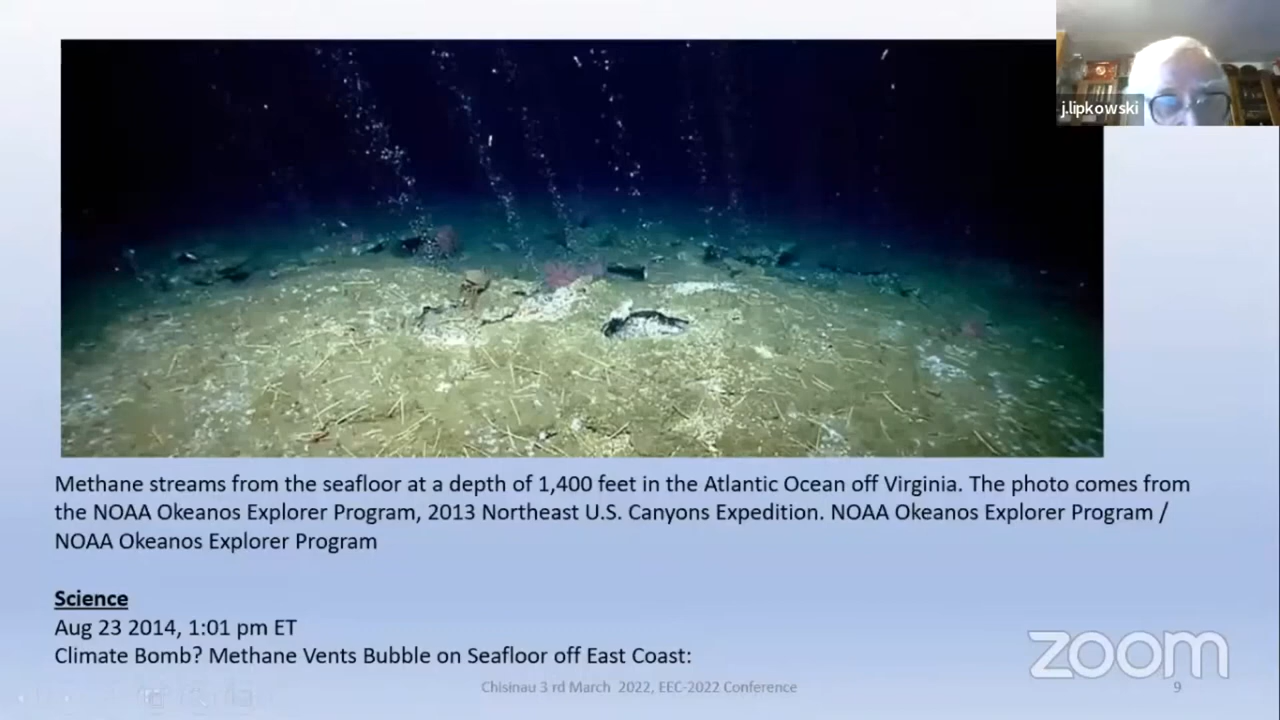 j.lipkowski
Methane streams from the seafloor at a depth of 1,400 feet in the Atlantic Ocean off Virginia. The photo comes from
the NOAA Okeanos Explorer Program, 2013 Northeast U.S. Canyons Expedition. NOAA Okeanos Explorer Program /
NOAA Okeanos Explorer Program
Science
Aug 23 2014, 1:01 pm ET
Climate Bomb? Methane Vents Bubble on Seafloor off East Coast:
zoom
Chisinau 3 rd March 2022, EEC-2022 Conference
9